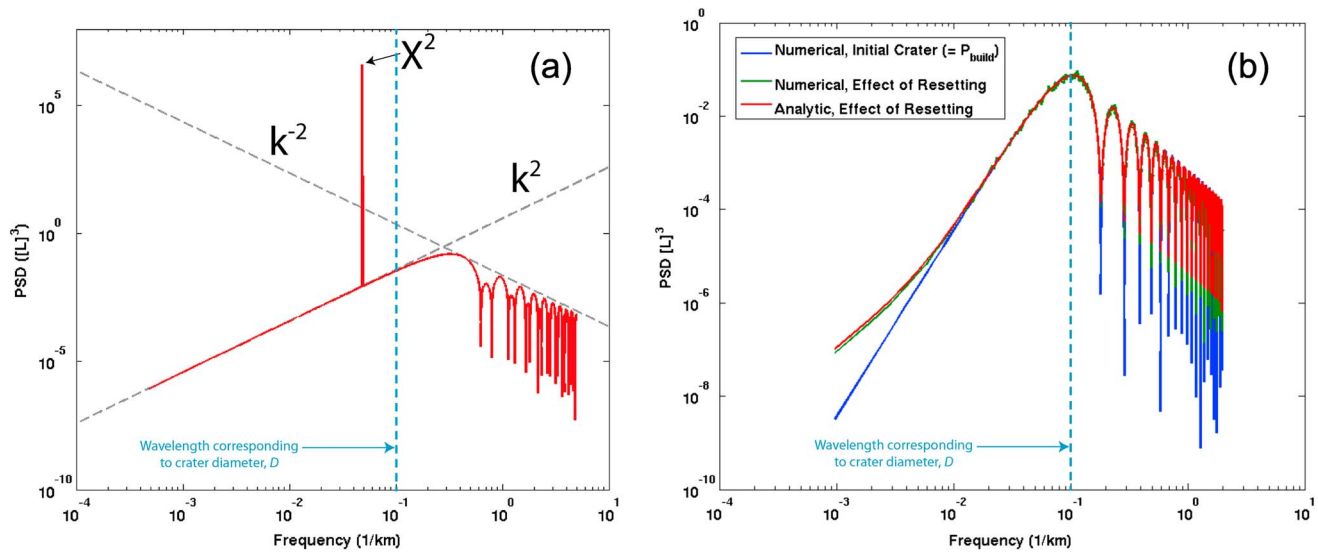 (a)
X²
k⁻²
k²
PSD ([L]³)
10⁵
10⁰
10⁻⁵
10⁻¹⁰
Wavelength corresponding
to crater diameter, D
10⁻⁴ 10⁻³ 10⁻² 10⁻¹ 10⁰ 10¹
Frequency (1/km)
(b)
Numerical, Initial Crater (= P_build)
Numerical, Effect of Resetting
Analytic, Effect of Resetting
PSD [L]³
10⁰
10⁻²
10⁻⁴
10⁻⁶
10⁻⁸
10⁻¹⁰
Wavelength corresponding
to crater diameter, D
10⁻⁴ 10⁻³ 10⁻² 10⁻¹ 10⁰ 10¹
Frequency (1/km)